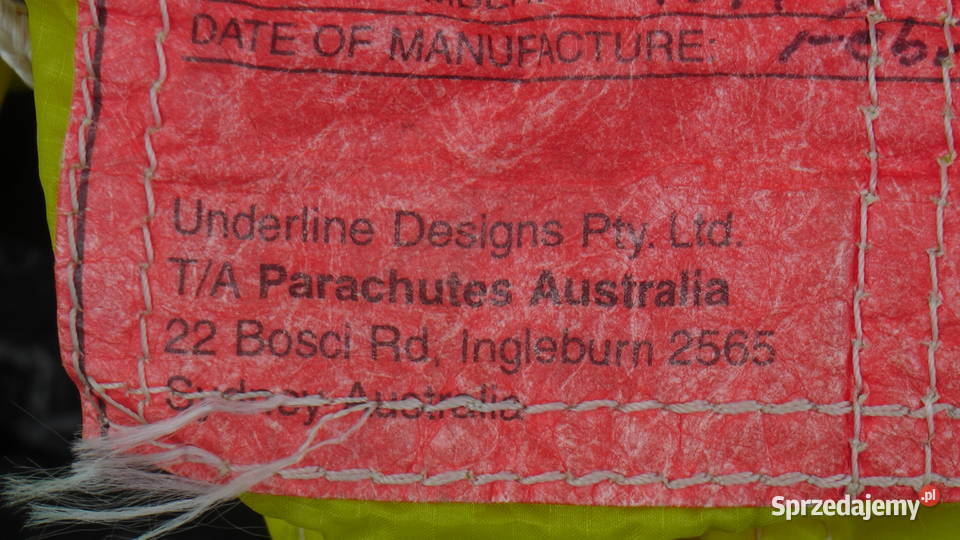 DATE OF MANUFACTURE:
Underline Designs Pty. Ltd.
T/A Parachutes Australia
22 Bosci Rd, Ingleburn 2565
Sydney Australia
Sprzedajemy.pl